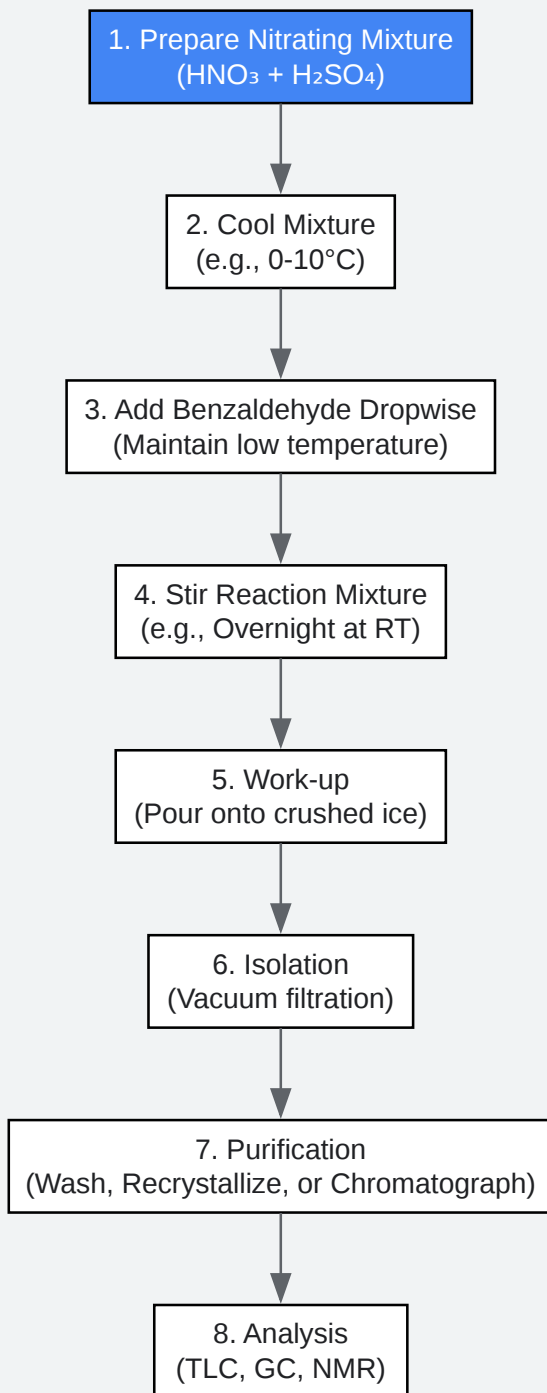 1. Prepare Nitrating Mixture
(HNO₃ + H₂SO₄)
2. Cool Mixture
(e.g., 0-10°C)
3. Add Benzaldehyde Dropwise
(Maintain low temperature)
4. Stir Reaction Mixture
(e.g., Overnight at RT)
5. Work-up
(Pour onto crushed ice)
6. Isolation
(Vacuum filtration)
7. Purification
(Wash, Recrystallize, or Chromatograph)
8. Analysis
(TLC, GC, NMR)